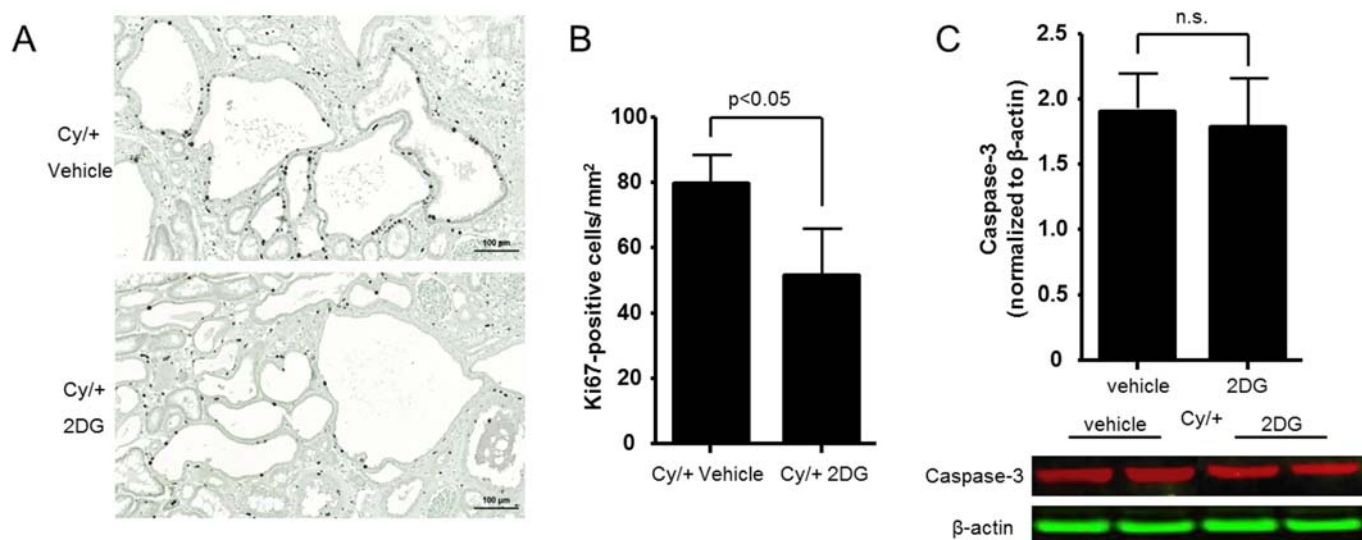 A
Cy/+
Vehicle
100 µm
Cy/+
2DG
100 µm
B
p<0.05
Ki67-positive cells/ mm²
100
80
60
40
20
0
Cy/+ Vehicle
Cy/+ 2DG
C
n.s.
Caspase-3
(normalized to β-actin)
2.5
2.0
1.5
1.0
0.5
0
vehicle
2DG
vehicle Cy/+ 2DG
Caspase-3
β-actin